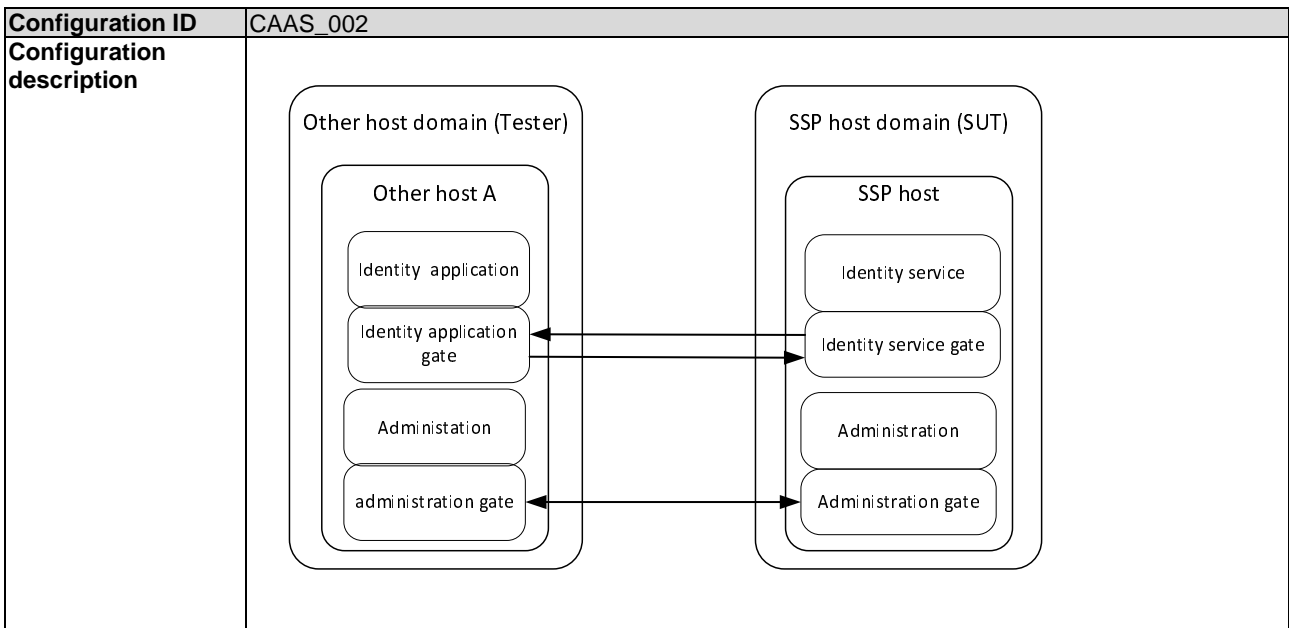 Configuration ID CAAS_002
Configuration
description
Other host domain (Tester)
SSP host domain (SUT)
Other host A
SSP host
Identity application
Identity service
Identity application
gate
Identity service gate
Administation
Administration
administration gate
Administration gate